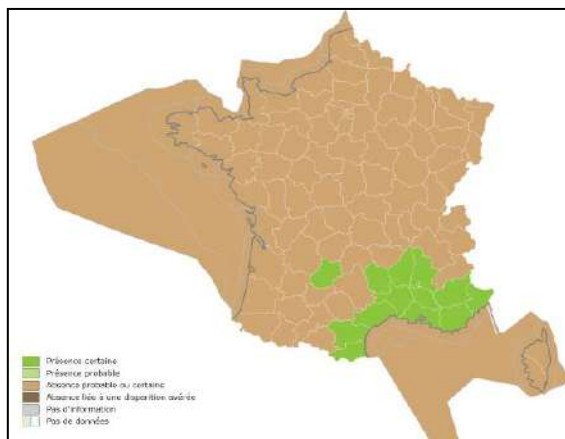 Présence certaine
Présence probable
Absence probable ou certaine
Absence liée à une disparition avérée
Pas d'information
Pas de données